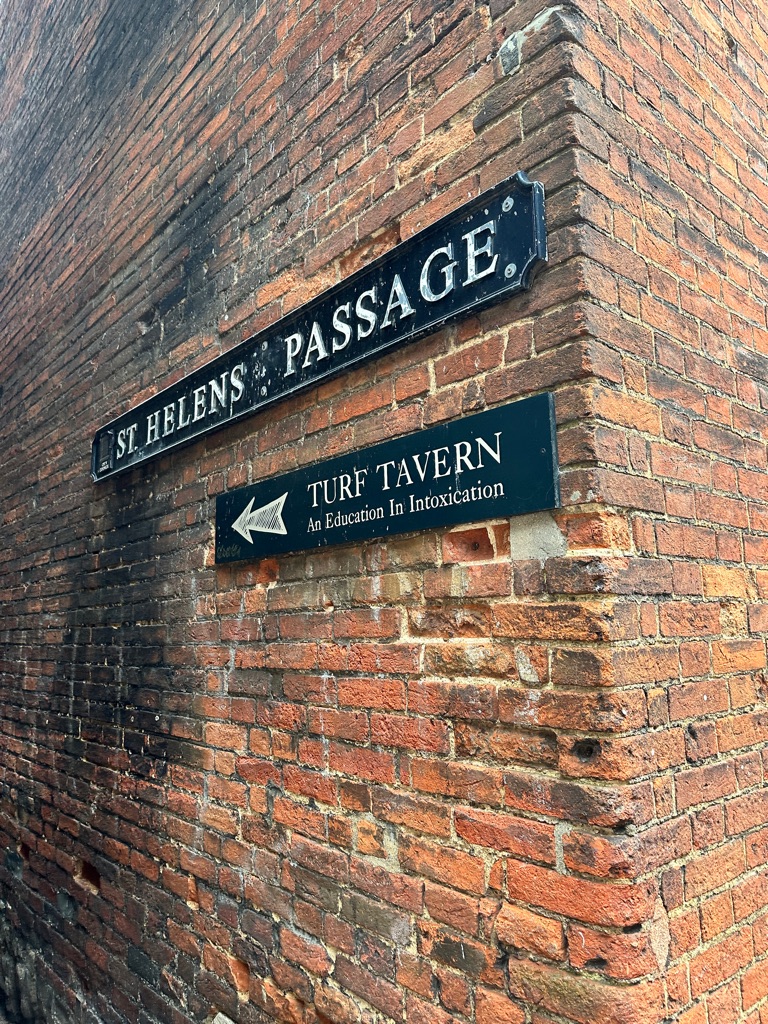 ST. HELENS PASSAGE
TURF TAVERN
An Education In Intoxication